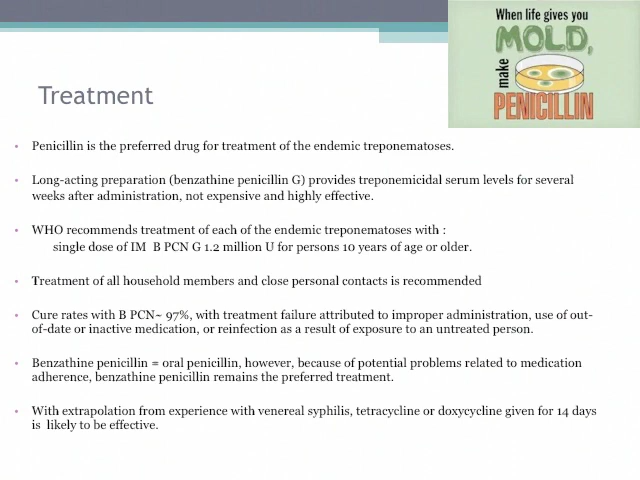 When life gives you
MOLD,
make
PENICILLIN
Treatment
• Penicillin is the preferred drug for treatment of the endemic treponematoses.
• Long-acting preparation (benzathine penicillin G) provides treponemicidal serum levels for several
weeks after administration, not expensive and highly effective.
• WHO recommends treatment of each of the endemic treponematoses with :
single dose of IM B PCN G 1.2 million U for persons 10 years of age or older.
• Treatment of all household members and close personal contacts is recommended
• Cure rates with B PCN~ 97%, with treatment failure attributed to improper administration, use of out-
of-date or inactive medication, or reinfection as a result of exposure to an untreated person.
• Benzathine penicillin = oral penicillin, however, because of potential problems related to medication
adherence, benzathine penicillin remains the preferred treatment.
• With extrapolation from experience with venereal syphilis, tetracycline or doxycycline given for 14 days
is likely to be effective.